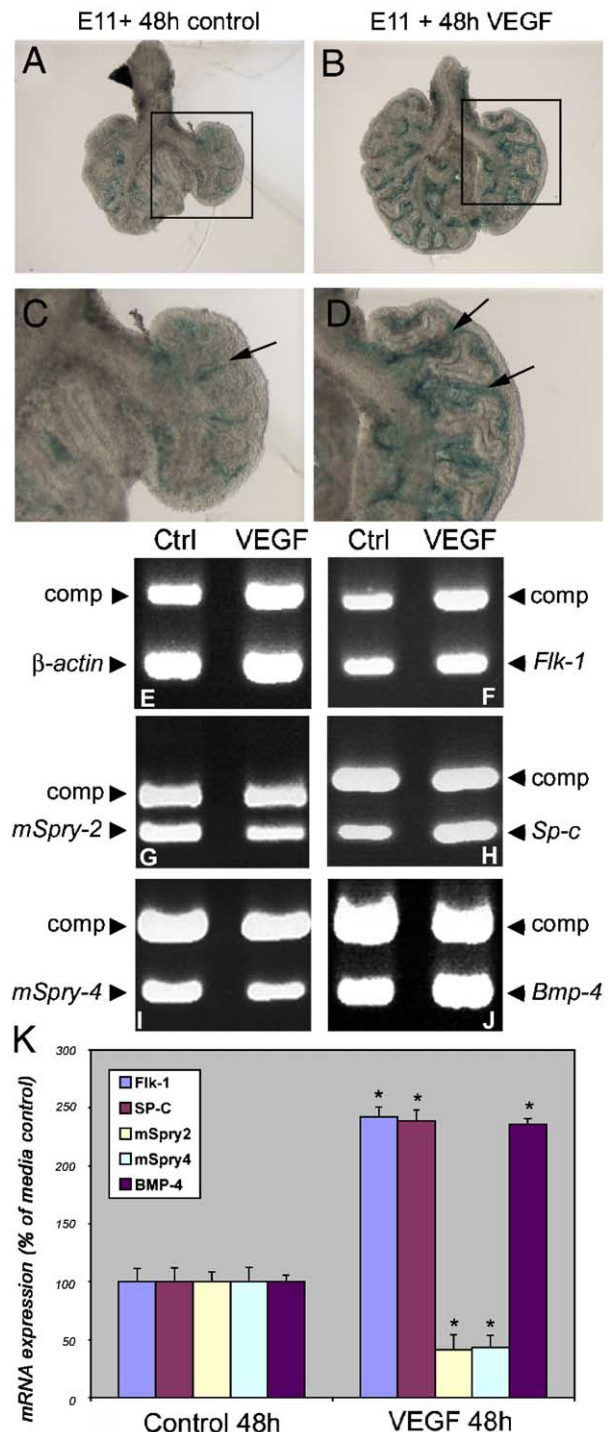 E11+ 48h control
E11 + 48h VEGF
A
B
C
D
Ctrl VEGF
Ctrl VEGF
comp
comp
β-actin
Flk-1
E
F
comp
comp
mSpry-2
Sp-c
G
H
comp
comp
mSpry-4
Bmp-4
I
J
K
mRNA expression (% of media control)
300
250
200
150
100
50
0
Flk-1
SP-C
mSpry2
mSpry4
BMP-4
* * * * *
Control 48h
VEGF 48h